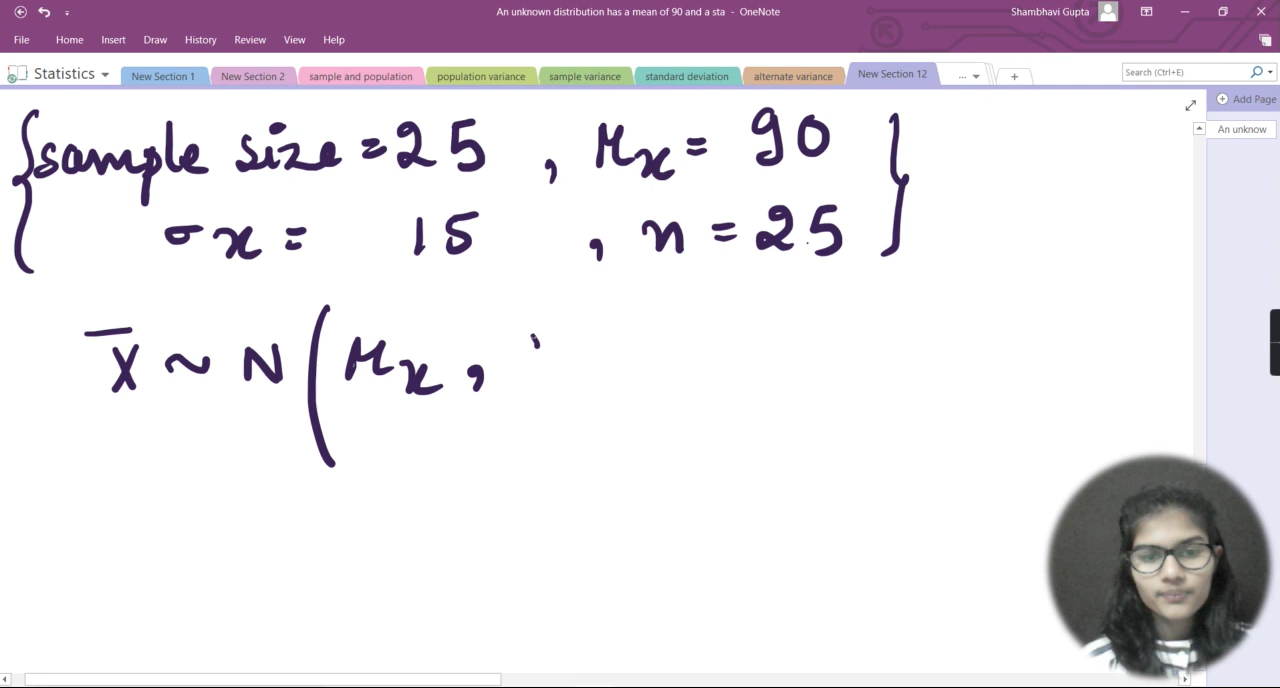 An unknown distribution has a mean of 90 and a sta - OneNote
Shambhavi Gupta
File Home Insert Draw History Review View Help
Statistics
New Section 1 New Section 2 sample and population population variance sample variance standard deviation alternate variance New Section 12 ...
Search (Ctrl+E)
Add Page
An unknow
{sample size = 25 , μx = 90}
σx = 15 , n = 25
X̅ ~ N ( μx ,